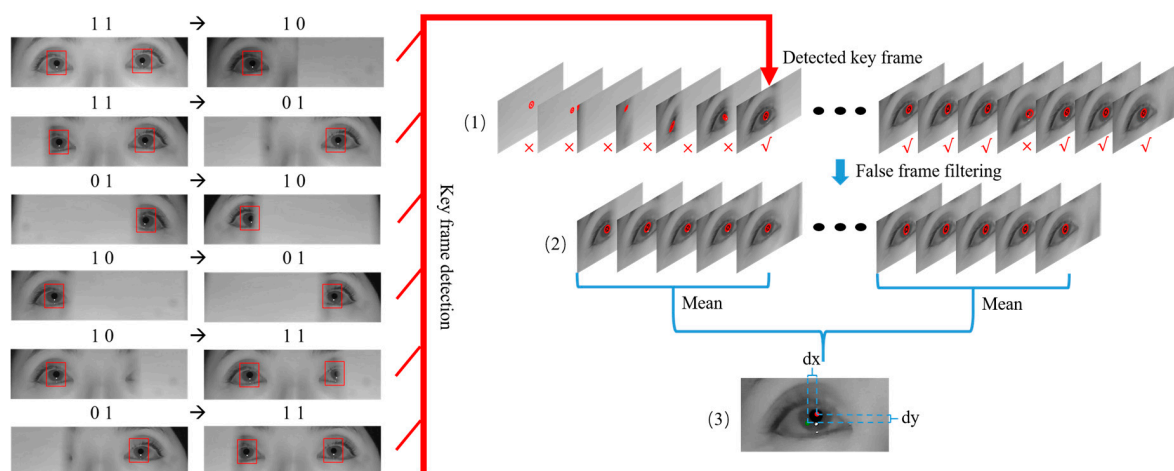 1 1 → 1 0
1 1 → 0 1
0 1 → 1 0
1 0 → 0 1
1 0 → 1 1
0 1 → 1 1
Key frame detection
Detected key frame
(1)
× × × × × × √ √ √ √ × √ √ √
False frame filtering
(2)
Mean Mean
dx
(3)
dy